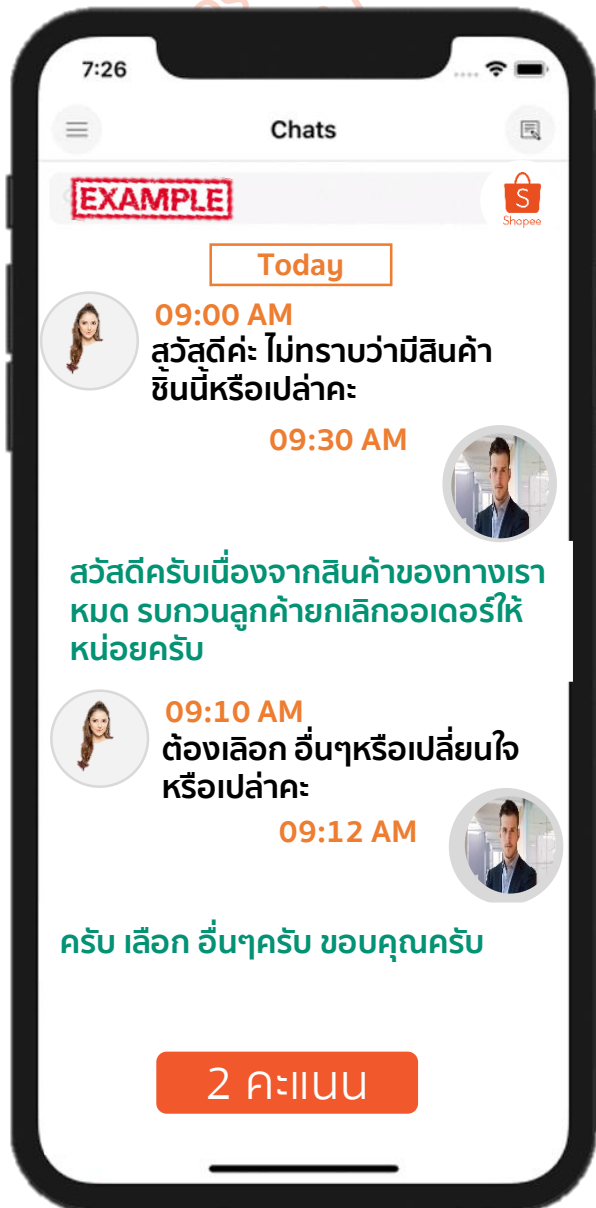 7:26
Chats
EXAMPLE
S
Shopee
Today
09:00 AM
สวัสดีค่ะ ไม่ทราบว่ามีสินค้า
ชิ้นนี้หรือเปล่าคะ
09:30 AM
สวัสดีครับเนื่องจากสินค้าของทางเรา
หมด รบกวนลูกค้ายกเลิกออเดอร์ให้
หน่อยครับ
09:10 AM
ต้องเลือก อื่นๆหรือเปลี่ยนใจ
หรือเปล่าคะ
09:12 AM
ครับ เลือก อื่นๆครับ ขอบคุณครับ
2 คะแนน